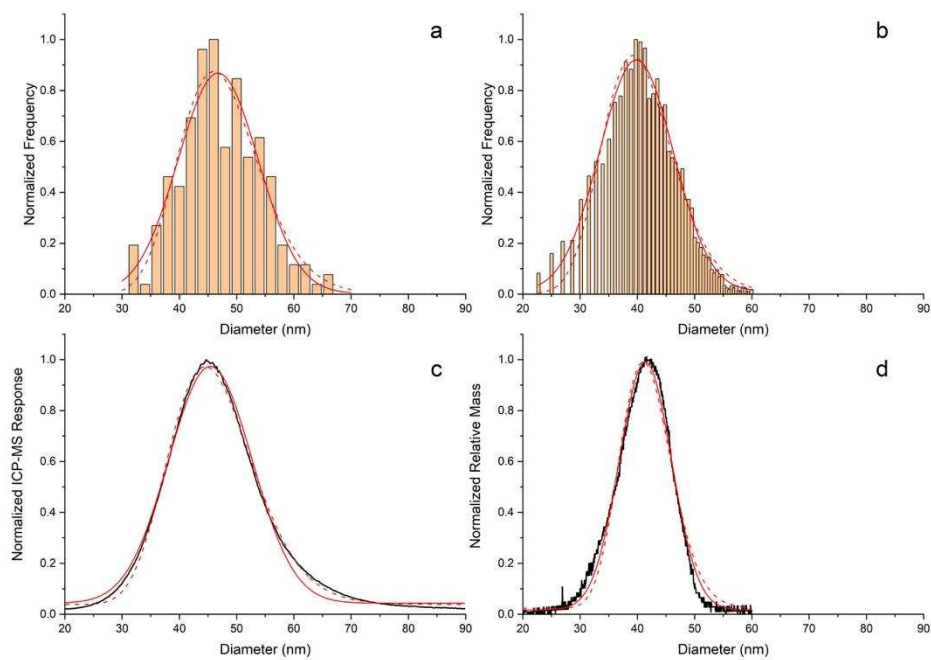 a
1.0
0.8
0.6
0.4
0.2
0.0
Normalized Frequency
20 30 40 50 60 70 80 90
Diameter (nm)
b
1.0
0.8
0.6
0.4
0.2
0.0
Normalized Frequency
20 30 40 50 60 70 80 90
Diameter (nm)
c
1.0
0.8
0.6
0.4
0.2
0.0
Normalized ICP-MS Response
20 30 40 50 60 70 80 90
Diameter (nm)
d
1.0
0.8
0.6
0.4
0.2
0.0
Normalized Relative Mass
20 30 40 50 60 70 80 90
Diameter (nm)